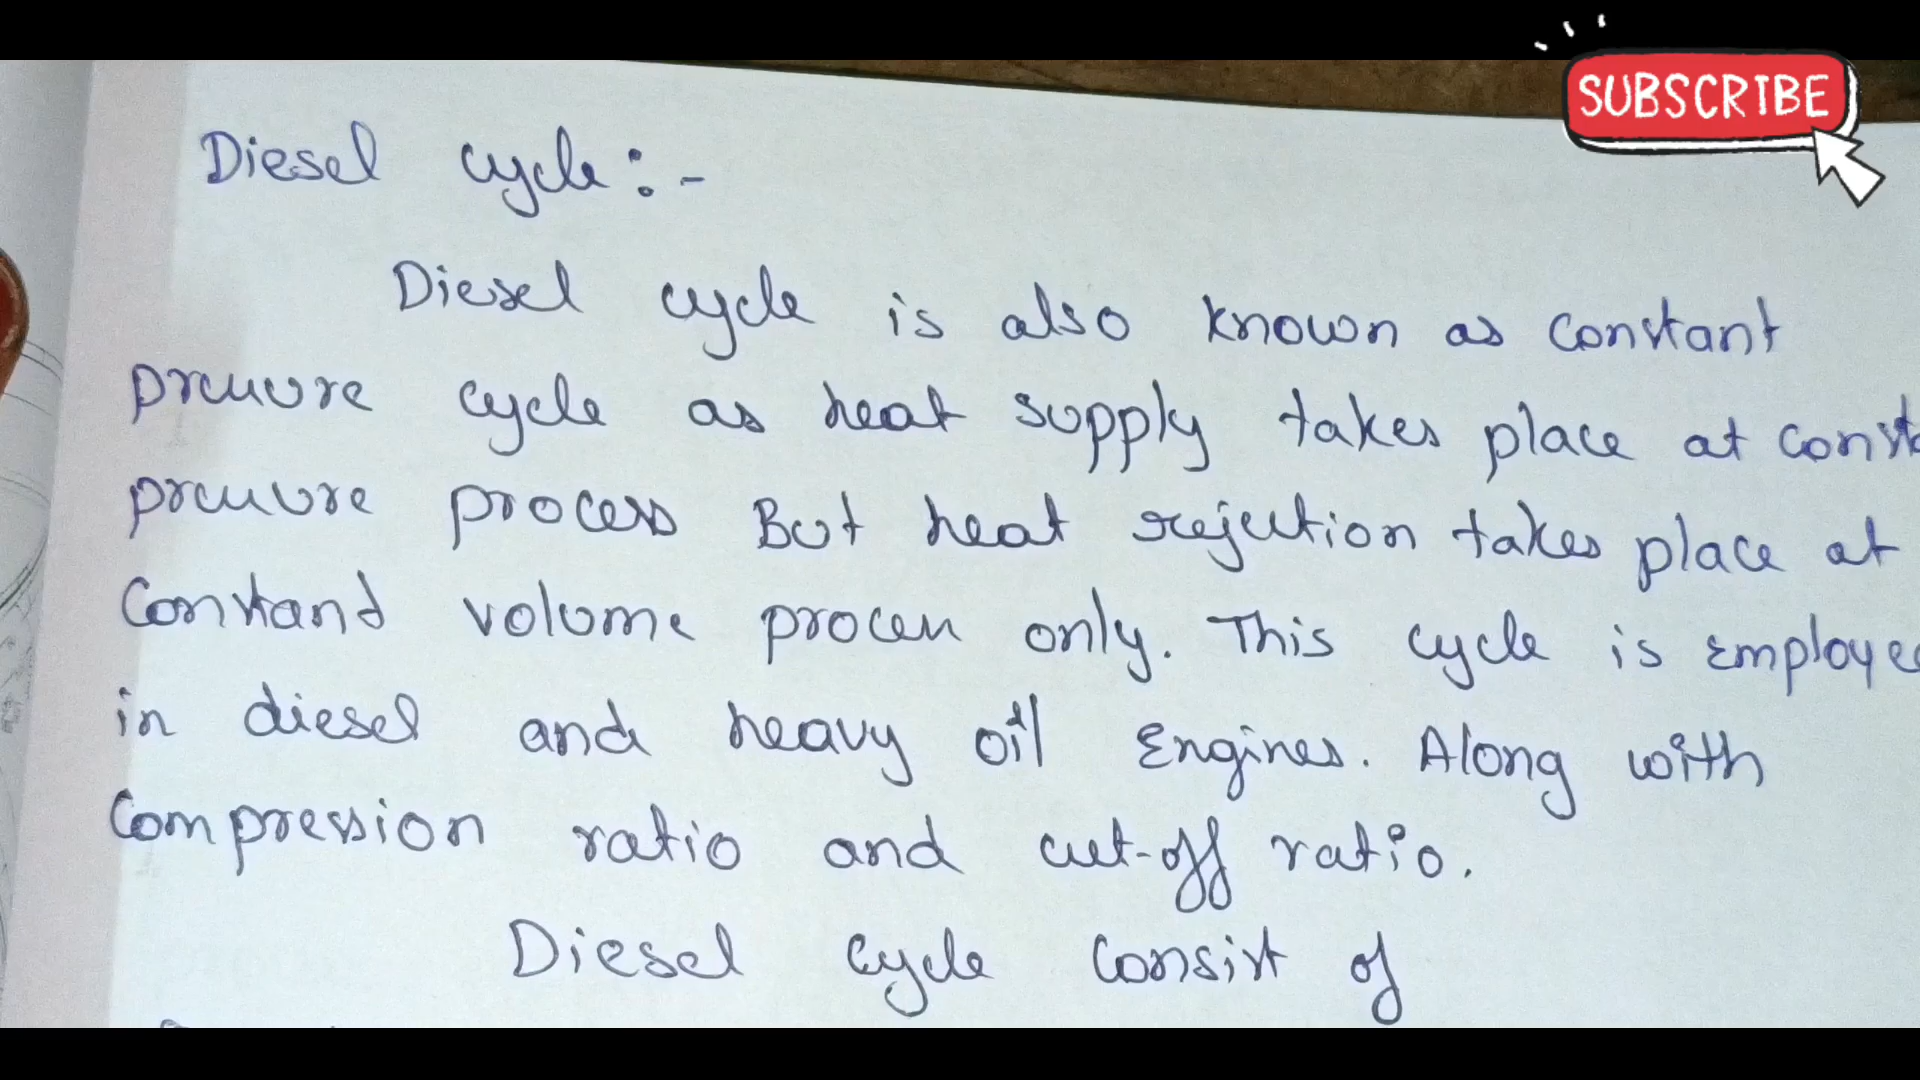 SUBSCRIBE
Diesel cycle:-
Diesel cycle is also known as constant
pressure cycle as heat supply takes place at const
pressure process But heat rejection takes place at
Constand volume process only. This cycle is employe
in diesel and heavy oil Engines. Along with
Compression ratio and cut-off ratio.
Diesel cycle consist of